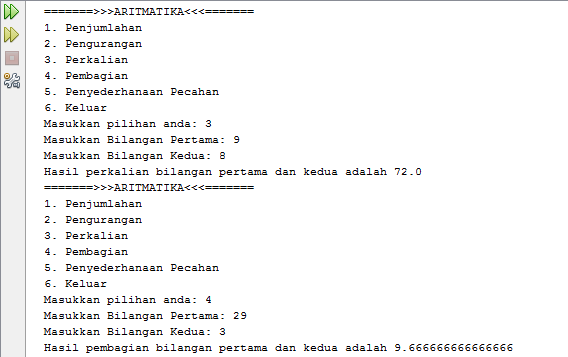 =======>>>ARITMATIKA<<<=======
1. Penjumlahan
2. Pengurangan
3. Perkalian
4. Pembagian
5. Penyederhanaan Pecahan
6. Keluar
Masukkan pilihan anda: 3
Masukkan Bilangan Pertama: 9
Masukkan Bilangan Kedua: 8
Hasil perkalian bilangan pertama dan kedua adalah 72.0
=======>>>ARITMATIKA<<<=======
1. Penjumlahan
2. Pengurangan
3. Perkalian
4. Pembagian
5. Penyederhanaan Pecahan
6. Keluar
Masukkan pilihan anda: 4
Masukkan Bilangan Pertama: 29
Masukkan Bilangan Kedua: 3
Hasil pembagian bilangan pertama dan kedua adalah 9.666666666666666